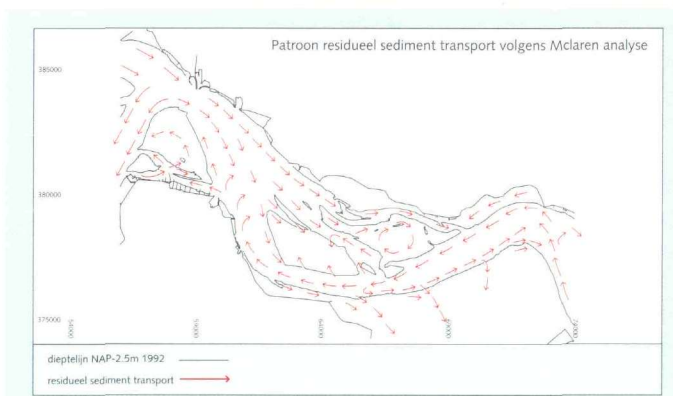 Patroon residueel sediment transport volgens Mclaren analyse
385000
380000
375000
dieptelijn NAP-2.5m 1992
residueel sediment transport